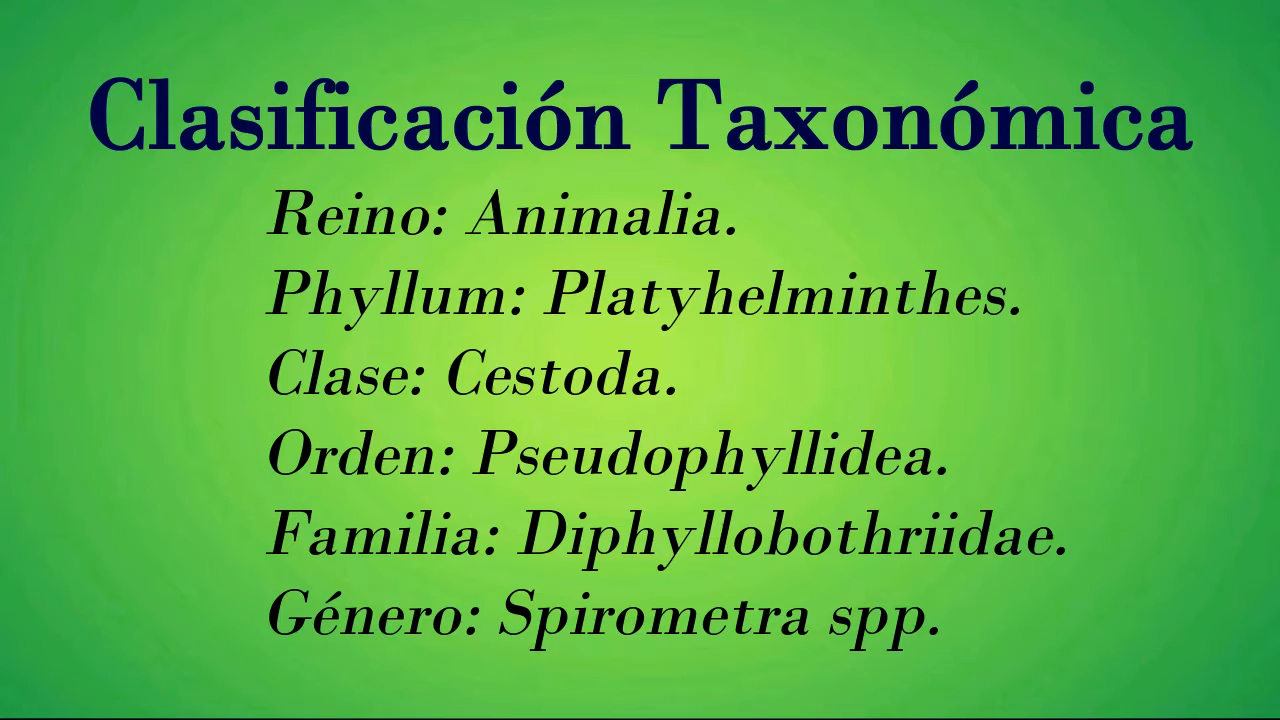 Clasificación Taxonómica
Reino: Animalia.
Phyllum: Platyhelminthes.
Clase: Cestoda.
Orden: Pseudophyllidea.
Familia: Diphyllobothriidae.
Género: Spirometra spp.